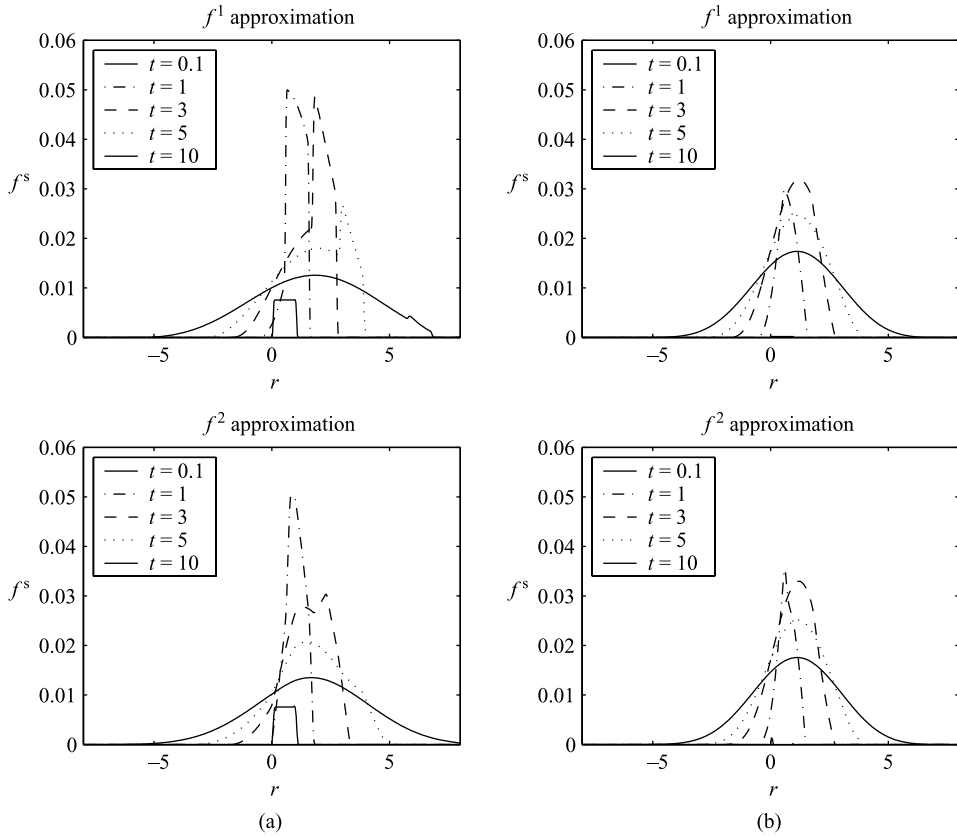 f¹ approximation
0.06
0.05
0.04
0.03
0.02
0.01
0
fˢ
t = 0.1
t = 1
t = 3
t = 5
t = 10
−5
0
5
r
f¹ approximation
0.06
0.05
0.04
0.03
0.02
0.01
0
fˢ
t = 0.1
t = 1
t = 3
t = 5
t = 10
−5
0
5
r
f² approximation
0.06
0.05
0.04
0.03
0.02
0.01
0
fˢ
t = 0.1
t = 1
t = 3
t = 5
t = 10
−5
0
5
r
(a)
f² approximation
0.06
0.05
0.04
0.03
0.02
0.01
0
fˢ
t = 0.1
t = 1
t = 3
t = 5
t = 10
−5
0
5
r
(b)